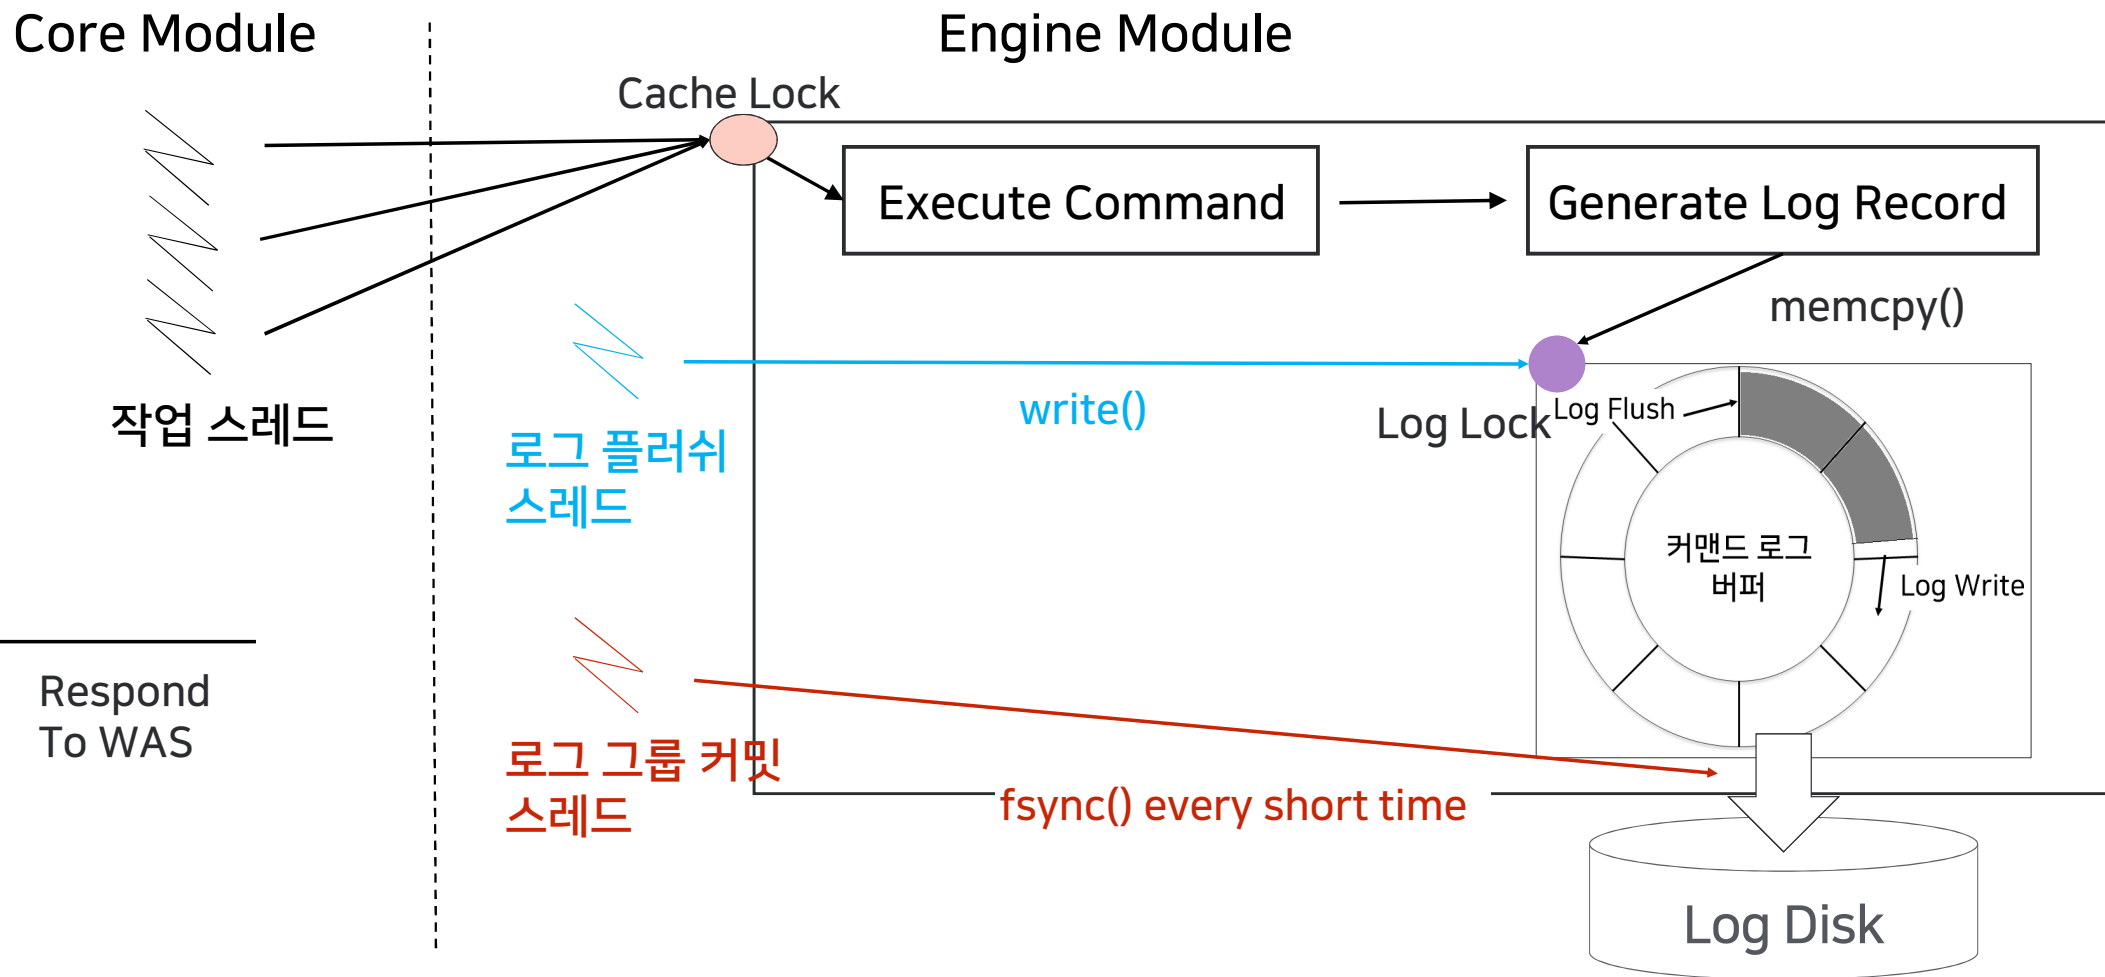 Core Module
Engine Module
Cache Lock
Execute Command
Generate Log Record
memcpy()
작업 스레드
write()
Log Lock
Log Flush
로그 플러쉬
스레드
커맨드 로그
버퍼
Log Write
Respond
To WAS
로그 그룹 커밋
스레드
fsync() every short time
Log Disk